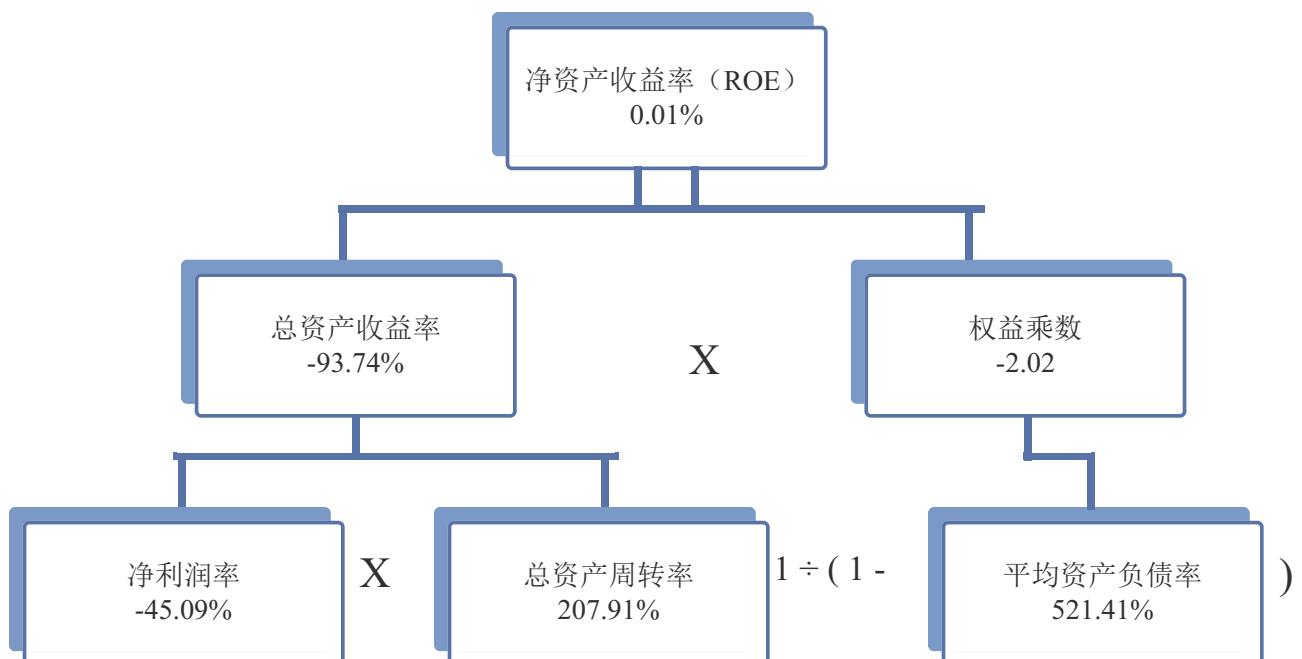 净资产收益率（ROE）
0.01%
总资产收益率
-93.74%
X
权益乘数
-2.02
净利润率
-45.09%
X
总资产周转率
207.91%
1 ÷ ( 1 -
平均资产负债率
521.41%
)